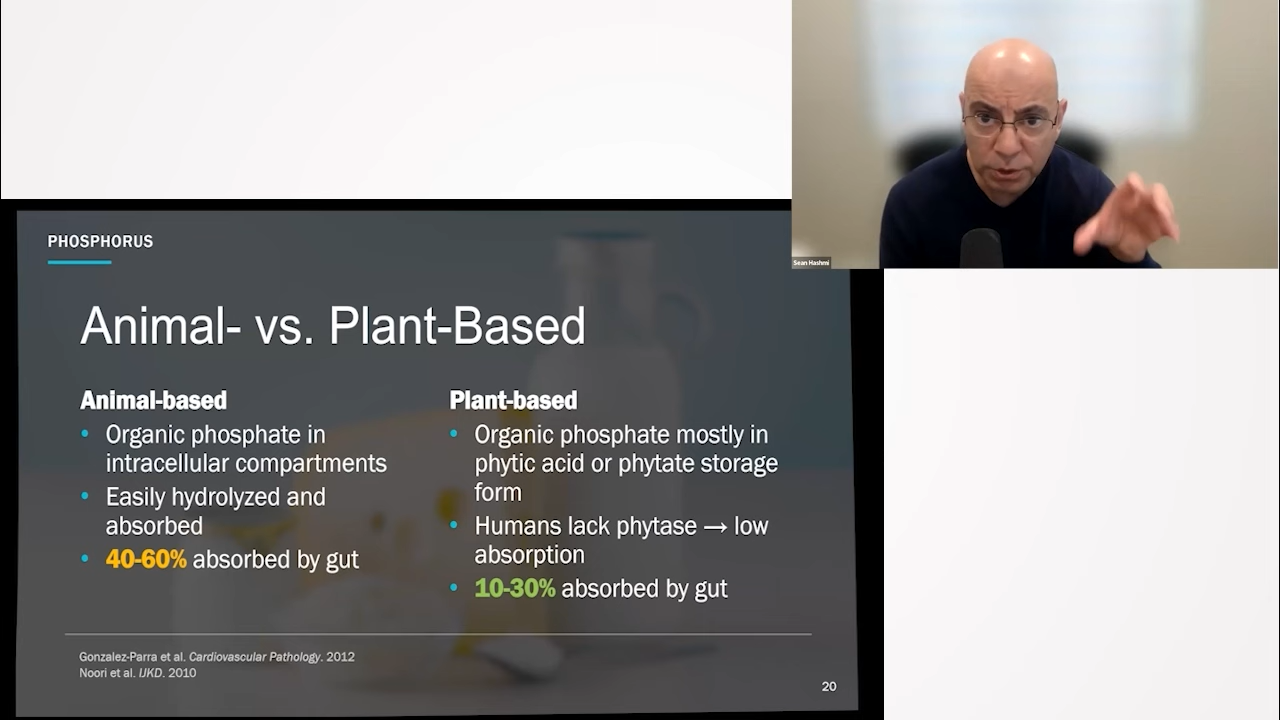 Sean Hashmi
PHOSPHORUS
Animal- vs. Plant-Based
Animal-based
• Organic phosphate in
intracellular compartments
• Easily hydrolyzed and
absorbed
• 40-60% absorbed by gut
Plant-based
• Organic phosphate mostly in
phytic acid or phytate storage
form
• Humans lack phytase → low
absorption
• 10-30% absorbed by gut
Gonzalez-Parra et al. Cardiovascular Pathology. 2012
Noori et al. IJKD. 2010
20